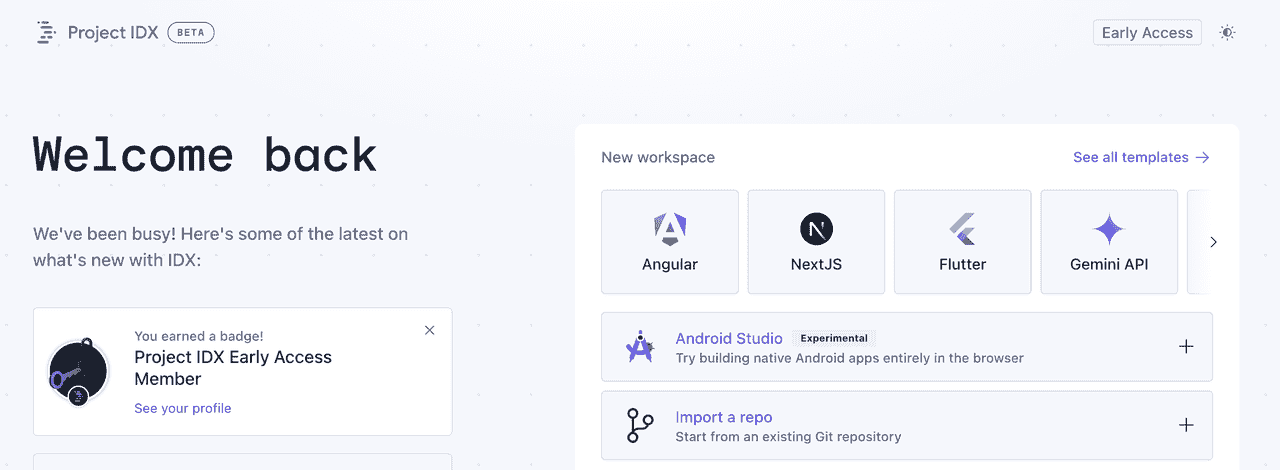 Project IDX BETA
Early Access
Welcome back
We've been busy! Here's some of the latest on
what's new with IDX:
You earned a badge!
Project IDX Early Access
Member
See your profile
New workspace
See all templates →
Angular
NextJS
Flutter
Gemini API
Android Studio Experimental
Try building native Android apps entirely in the browser
Import a repo
Start from an existing Git repository